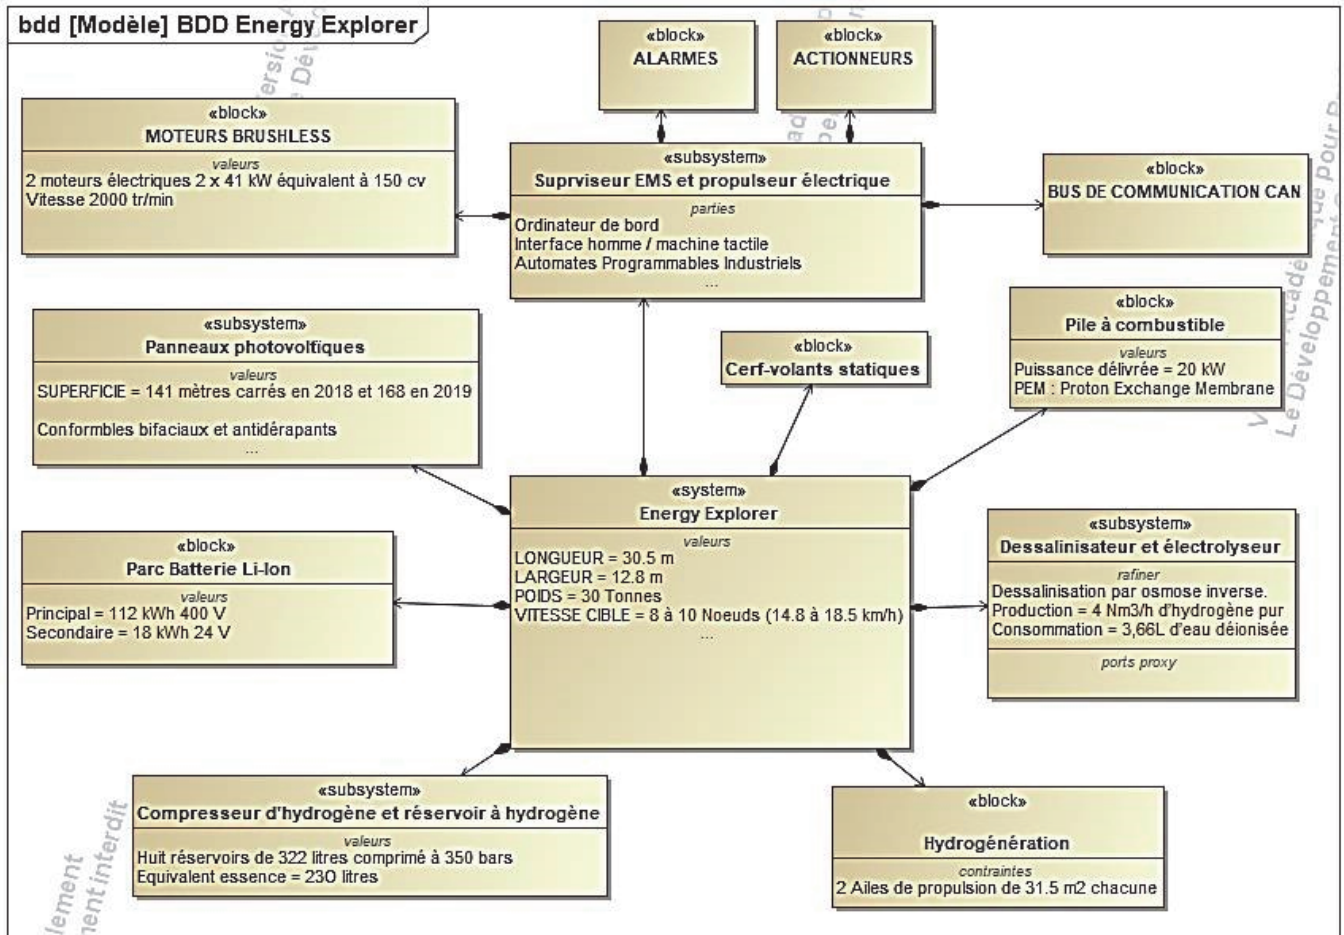 bdd [Modèle] BDD Energy Explorer
«block»
ALARMES
«block»
ACTIONNEURS
«block»
MOTEURS BRUSHLESS
valeurs
2 moteurs électriques 2 x 41 kW équivalent à 150 cv
Vitesse 2000 tr/min
«subsystem»
Suprviseur EMS et propulseur électrique
parties
Ordinateur de bord
Interface homme / machine tactile
Automates Programmables Industriels
...
«block»
BUS DE COMMUNICATION CAN
«subsystem»
Panneaux photovoltïques
valeurs
SUPERFICIE = 141 mètres carrés en 2018 et 168 en 2019
Conformbles bifaciaux et antidérapants
...
«block»
Cerf-volants statiques
«block»
Pile à combustible
valeurs
Puissance délivrée = 20 kW
PEM : Proton Exchange Membrane
«system»
Energy Explorer
valeurs
LONGUEUR = 30.5 m
LARGEUR = 12.8 m
POIDS = 30 Tonnes
VITESSE CIBLE = 8 à 10 Noeuds (14.8 à 18.5 km/h)
...
«block»
Parc Batterie Li-Ion
valeurs
Principal = 112 kWh 400 V
Secondaire = 18 kWh 24 V
«subsystem»
Dessalinisateur et électrolyseur
rafiner
Dessalinisation par osmose inverse.
Production = 4 Nm3/h d'hydrogène pur
Consommation = 3,66L d'eau déionisée
ports proxy
«subsystem»
Compresseur d'hydrogène et réservoir à hydrogène
valeurs
Huit réservoirs de 322 litres comprimé à 350 bars
Equivalent essence = 230 litres
«block»
Hydrogénération
contraintes
2 Ailes de propulsion de 31.5 m2 chacune
Le Développement
lement
ment interdit